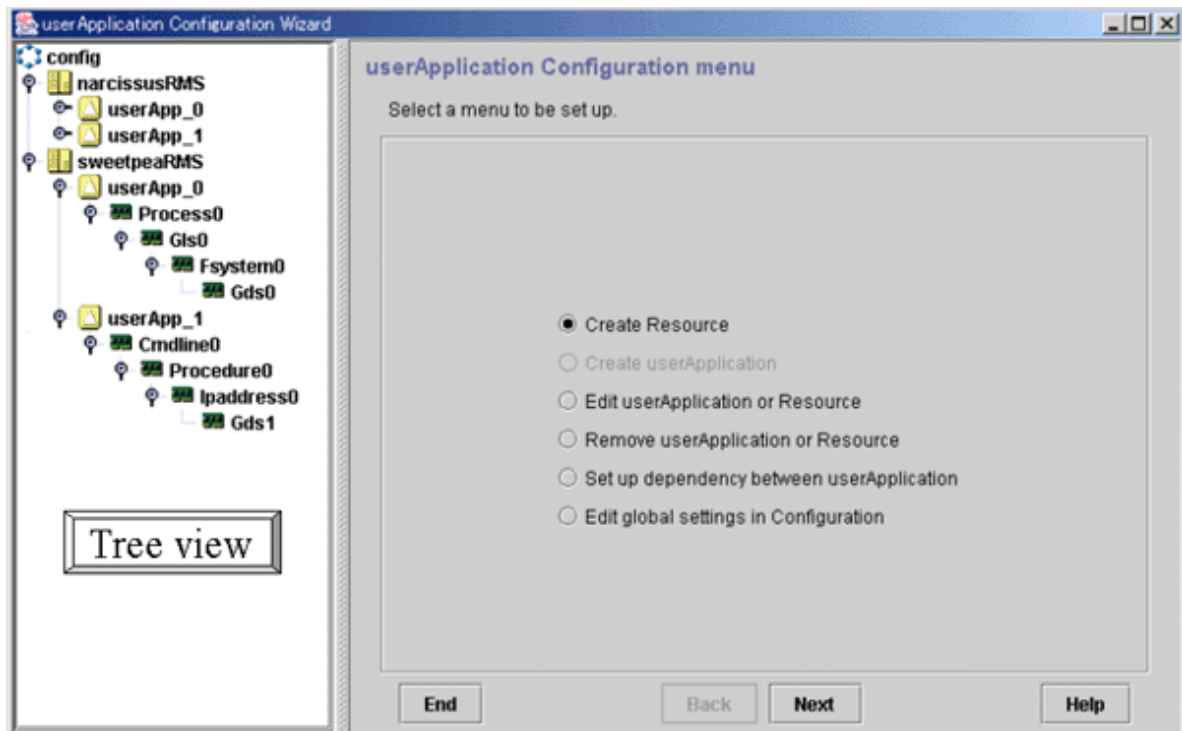 userApplication Configuration Wizard
config
narcissusRMS
userApp_0
userApp_1
sweetpeaRMS
userApp_0
Process0
Gls0
Fsystem0
Gds0
userApp_1
Cmdline0
Procedure0
Ipaddress0
Gds1
Tree view
userApplication Configuration menu
Select a menu to be set up.
Create Resource
Create userApplication
Edit userApplication or Resource
Remove userApplication or Resource
Set up dependency between userApplication
Edit global settings in Configuration
End
Back
Next
Help